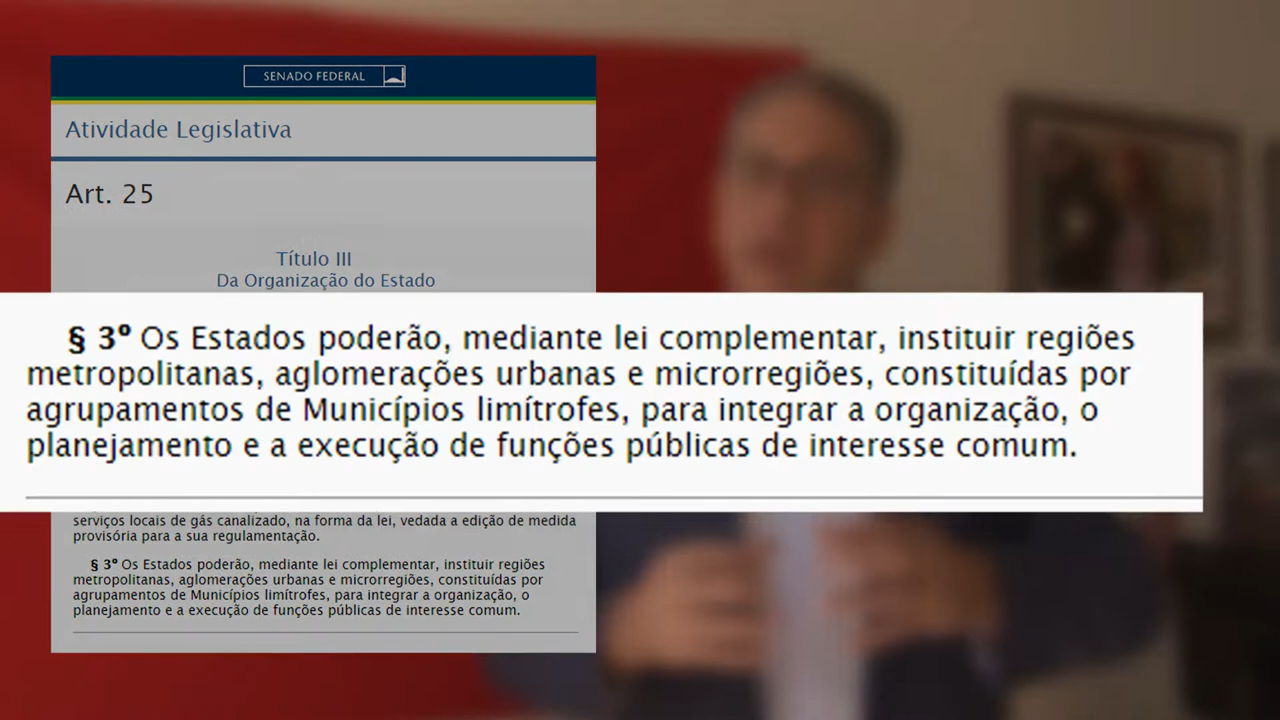 SENADO FEDERAL
Atividade Legislativa
Art. 25
Título III
Da Organização do Estado
§ 3º Os Estados poderão, mediante lei complementar, instituir regiões
metropolitanas, aglomerações urbanas e microrregiões, constituídas por
agrupamentos de Municípios limítrofes, para integrar a organização, o
planejamento e a execução de funções públicas de interesse comum.
serviços locais de gás canalizado, na forma da lei, vedada a edição de medida
provisória para a sua regulamentação.
§ 3º Os Estados poderão, mediante lei complementar, instituir regiões
metropolitanas, aglomerações urbanas e microrregiões, constituídas por
agrupamentos de Municípios limítrofes, para integrar a organização, o
planejamento e a execução de funções públicas de interesse comum.